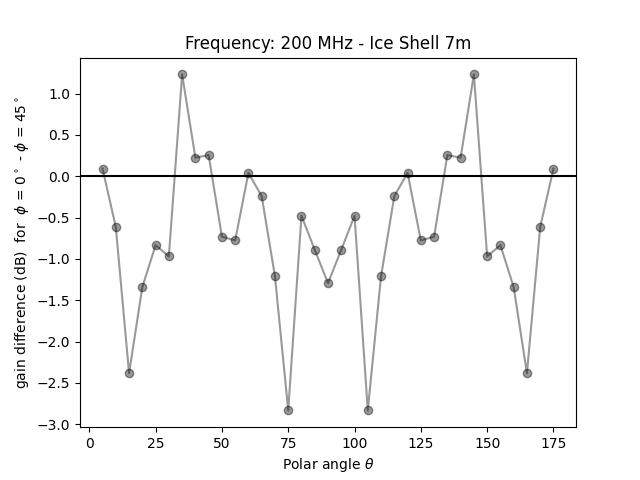 Frequency: 200 MHz - Ice Shell 7m
gain difference (dB) for ϕ = 0° - ϕ = 45°
1.0
0.5
0.0
−0.5
−1.0
−1.5
−2.0
−2.5
−3.0
0 25 50 75 100 125 150 175
Polar angle θ